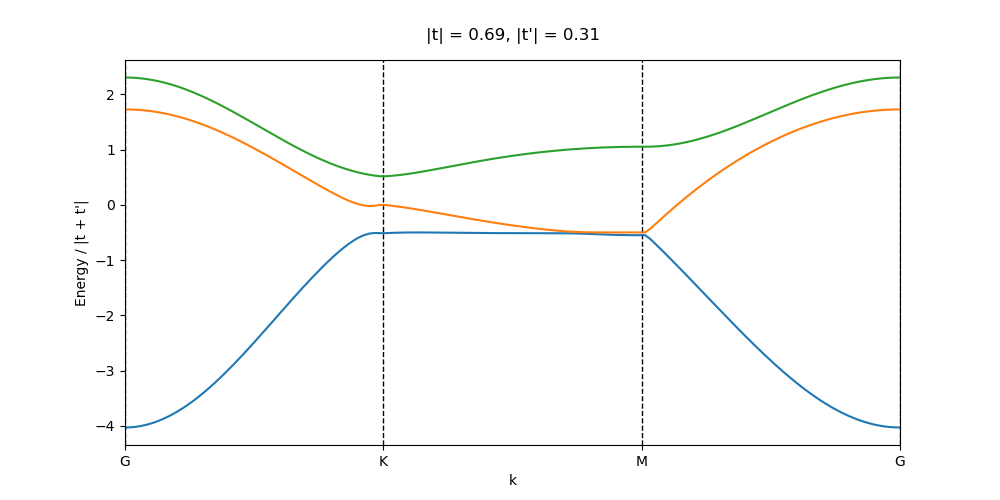 |t| = 0.69, |t'| = 0.31
Energy / |t + t'|
2
1
0
−1
−2
−3
−4
G
K
M
G
k